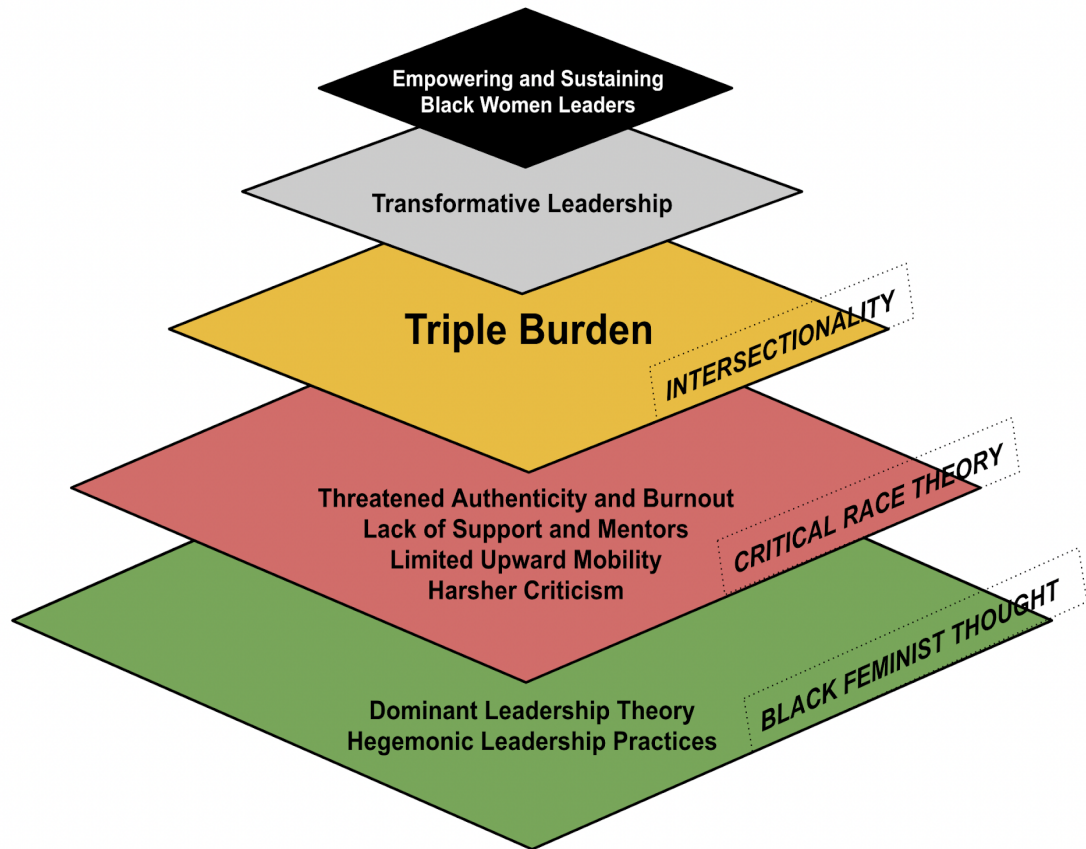 Empowering and Sustaining
Black Women Leaders
Transformative Leadership
Triple Burden
INTERSECTIONALITY
Threatened Authenticity and Burnout
Lack of Support and Mentors
Limited Upward Mobility
Harsher Criticism
CRITICAL RACE THEORY
Dominant Leadership Theory
Hegemonic Leadership Practices
BLACK FEMINIST THOUGHT